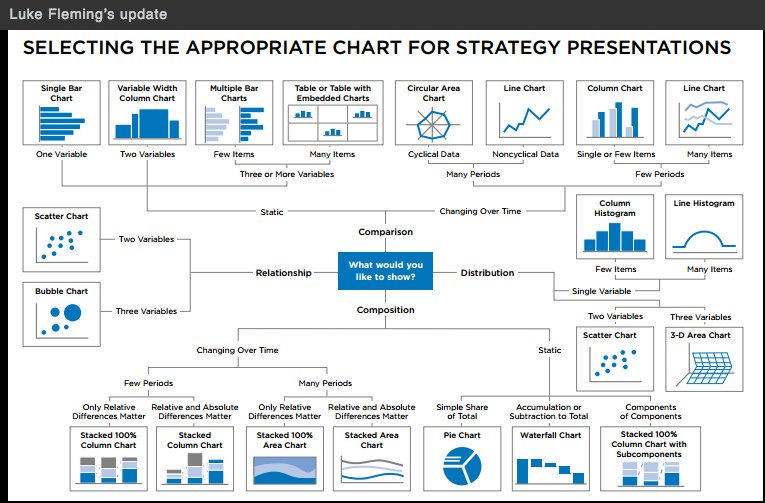 Luke Fleming's update
SELECTING THE APPROPRIATE CHART FOR STRATEGY PRESENTATIONS
Single Bar
Chart
Variable Width
Column Chart
Multiple Bar
Charts
Table or Table with
Embedded Charts
Circular Area
Chart
Line Chart
Column Chart
Line Chart
One Variable
Two Variables
Few Items
Many Items
Cyclical Data
Noncyclical Data
Single or Few Items
Many Items
Three or More Variables
Many Periods
Few Periods
Static
Changing Over Time
Comparison
Scatter Chart
Two Variables
Bubble Chart
Three Variables
Relationship
What would you
like to show?
Distribution
Column
Histogram
Line Histogram
Few Items
Many Items
Single Variable
Two Variables
Three Variables
Scatter Chart
3-D Area Chart
Composition
Changing Over Time
Static
Few Periods
Many Periods
Only Relative
Differences Matter
Relative and Absolute
Differences Matter
Only Relative
Differences Matter
Relative and Absolute
Differences Matter
Simple Share
of Total
Accumulation or
Subtraction to Total
Components
of Components
Stacked 100%
Column Chart
Stacked
Column Chart
Stacked 100%
Area Chart
Stacked Area
Chart
Pie Chart
Waterfall Chart
Stacked 100%
Column Chart with
Subcomponents